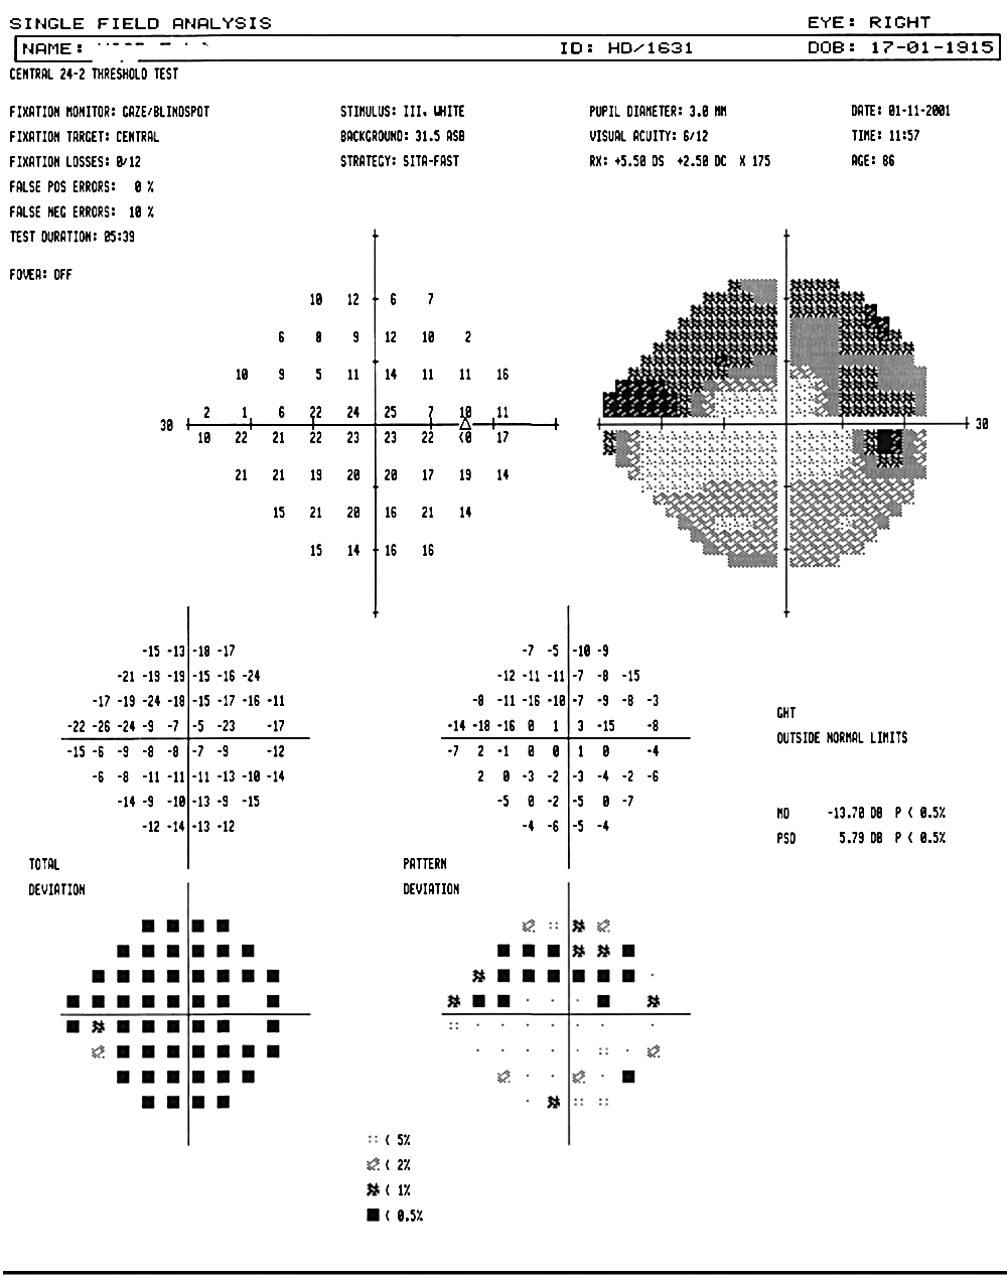 SINGLE FIELD ANALYSIS EYE: RIGHT
NAME: ID: HD/1631 DOB: 17-01-1915
CENTRAL 24-2 THRESHOLD TEST
FIXATION MONITOR: GAZE/BLINDSPOT STIMULUS: III, WHITE PUPIL DIAMETER: 3.0 MM DATE: 01-11-2001
FIXATION TARGET: CENTRAL BACKGROUND: 31.5 ASB VISUAL ACUITY: 6/12 TIME: 11:57
FIXATION LOSSES: 0/12 STRATEGY: SITA-FAST RX: +5.50 DS +2.50 DC X 175 AGE: 86
FALSE POS ERRORS: 0 %
FALSE NEG ERRORS: 10 %
TEST DURATION: 05:39
FOVEA: OFF
10 12 6 7
6 8 9 12 10 2
10 9 5 11 14 11 11 16
2 1 6 22 24 25 7 10 11
30 30
10 22 21 22 23 23 22 <0 17
21 21 19 20 20 17 19 14
15 21 20 16 21 14
15 14 16 16
-15 -13 -18 -17 -7 -5 -10 -9
-21 -19 -19 -15 -16 -24 -12 -11 -11 -7 -8 -15
-17 -19 -24 -18 -15 -17 -16 -11 -8 -11 -16 -10 -7 -9 -8 -3
-22 -26 -24 -9 -7 -5 -23 -17 -14 -18 -16 0 1 3 -15 -8
GHT
OUTSIDE NORMAL LIMITS
-15 -6 -9 -8 -8 -7 -9 -12 -7 2 -1 0 0 1 0 -4
-6 -8 -11 -11 -11 -13 -10 -14 2 0 -3 -2 -3 -4 -2 -6
-14 -9 -10 -13 -9 -15 -5 0 -2 -5 0 -7
MD -13.70 DB P < 0.5%
-12 -14 -13 -12 -4 -6 -5 -4
PSD 5.79 DB P < 0.5%
TOTAL PATTERN
DEVIATION DEVIATION
< 5%
< 2%
< 1%
< 0.5%